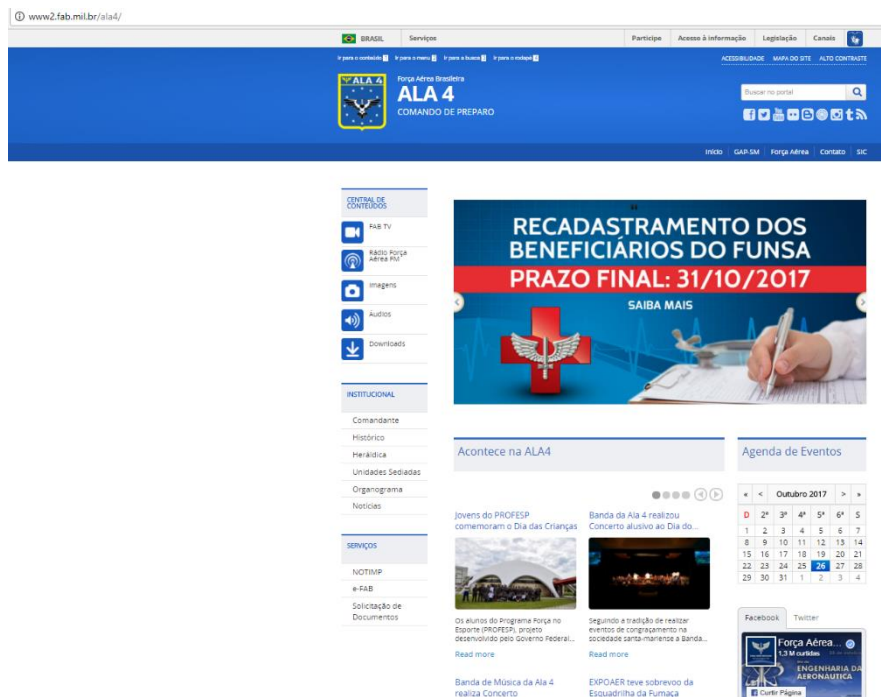 www2.fab.mil.br/ala4/
BRASIL Serviços Participe Acesso à informação Legislação Canais
Ir para o conteúdo 1 Ir para o menu 2 Ir para a busca 3 Ir para o rodapé 4 ACESSIBILIDADE MAPA DO SITE ALTO CONTRASTE
ALA 4
Força Aérea Brasileira
ALA 4
COMANDO DE PREPARO
Buscar no portal
Início GAP-SM Força Aérea Contato SIC
CENTRAL DE
CONTEÚDOS
FAB TV
Rádio Força
Aérea FM
Imagens
Áudios
Downloads
RECADASTRAMENTO DOS
BENEFICIÁRIOS DO FUNSA
PRAZO FINAL: 31/10/2017
SAIBA MAIS
INSTITUCIONAL
Comandante
Histórico
Heráldica
Unidades Sediadas
Organograma
Notícias
SERVIÇOS
NOTIMP
e-FAB
Solicitação de
Documentos
Acontece na ALA4
Jovens do PROFESP
comemoram o Dia das Crianças
Os alunos do Programa Força no
Esporte (PROFESP), projeto
desenvolvido pelo Governo Federal...
Read more
Banda da Ala 4 realizou
Concerto alusivo ao Dia do...
Seguindo a tradição de realizar
eventos de congraçamento na
sociedade santa-mariense a Banda...
Read more
Banda de Música da Ala 4
realiza Concerto
EXPOAER teve sobrevoo da
Esquadrilha da Fumaça
Agenda de Eventos
« < Outubro 2017 > »
D 2ª 3ª 4ª 5ª 6ª S
1 2 3 4 5 6 7
8 9 10 11 12 13 14
15 16 17 18 19 20 21
22 23 24 25 26 27 28
29 30 31 1 2 3 4
Facebook Twitter
Força Aérea...
1,3 M curtidas
ENGENHARIA DA
AERONÁUTICA
Curtir Página